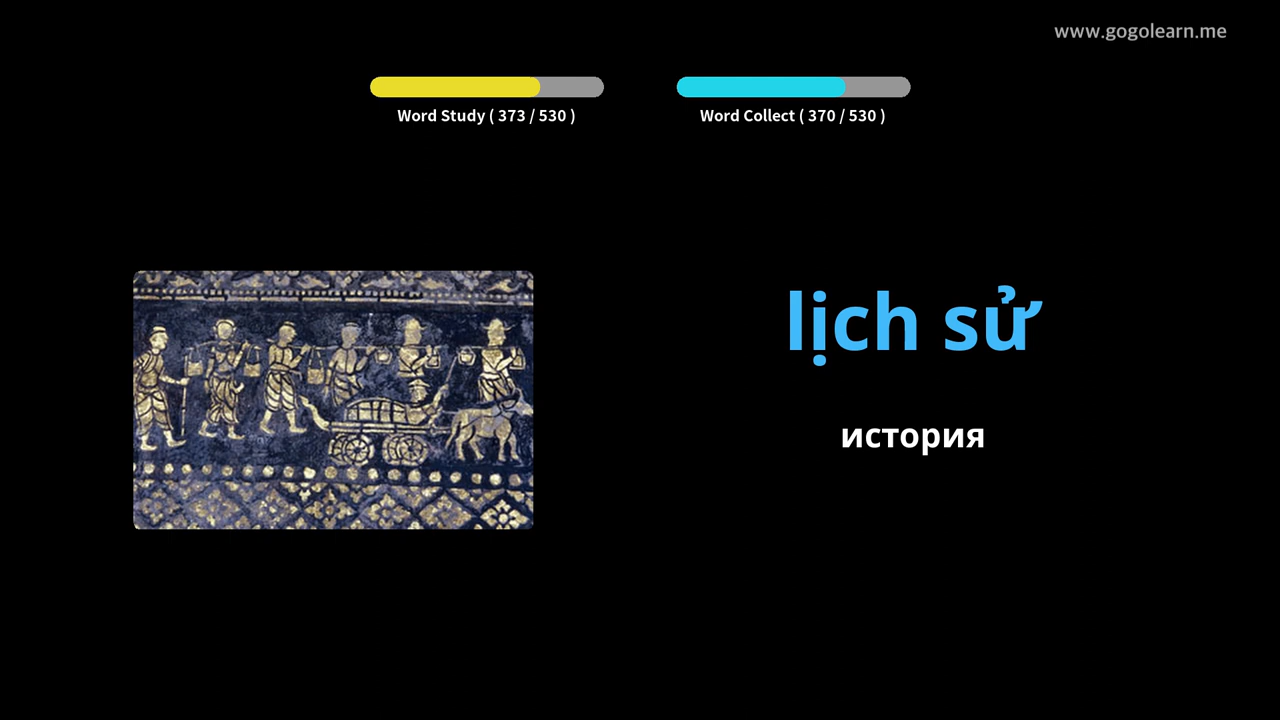 www.gogolearn.me
Word Study ( 373 / 530 )
Word Collect ( 370 / 530 )
lịch sử
история